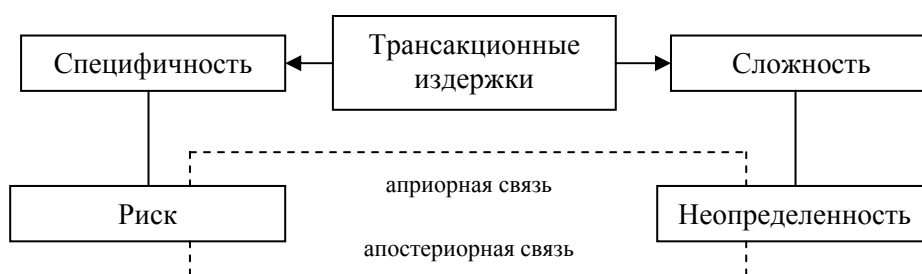 Трансакционные
издержки
Специфичность
Сложность
априорная связь
Риск
Неопределенность
апостериорная связь